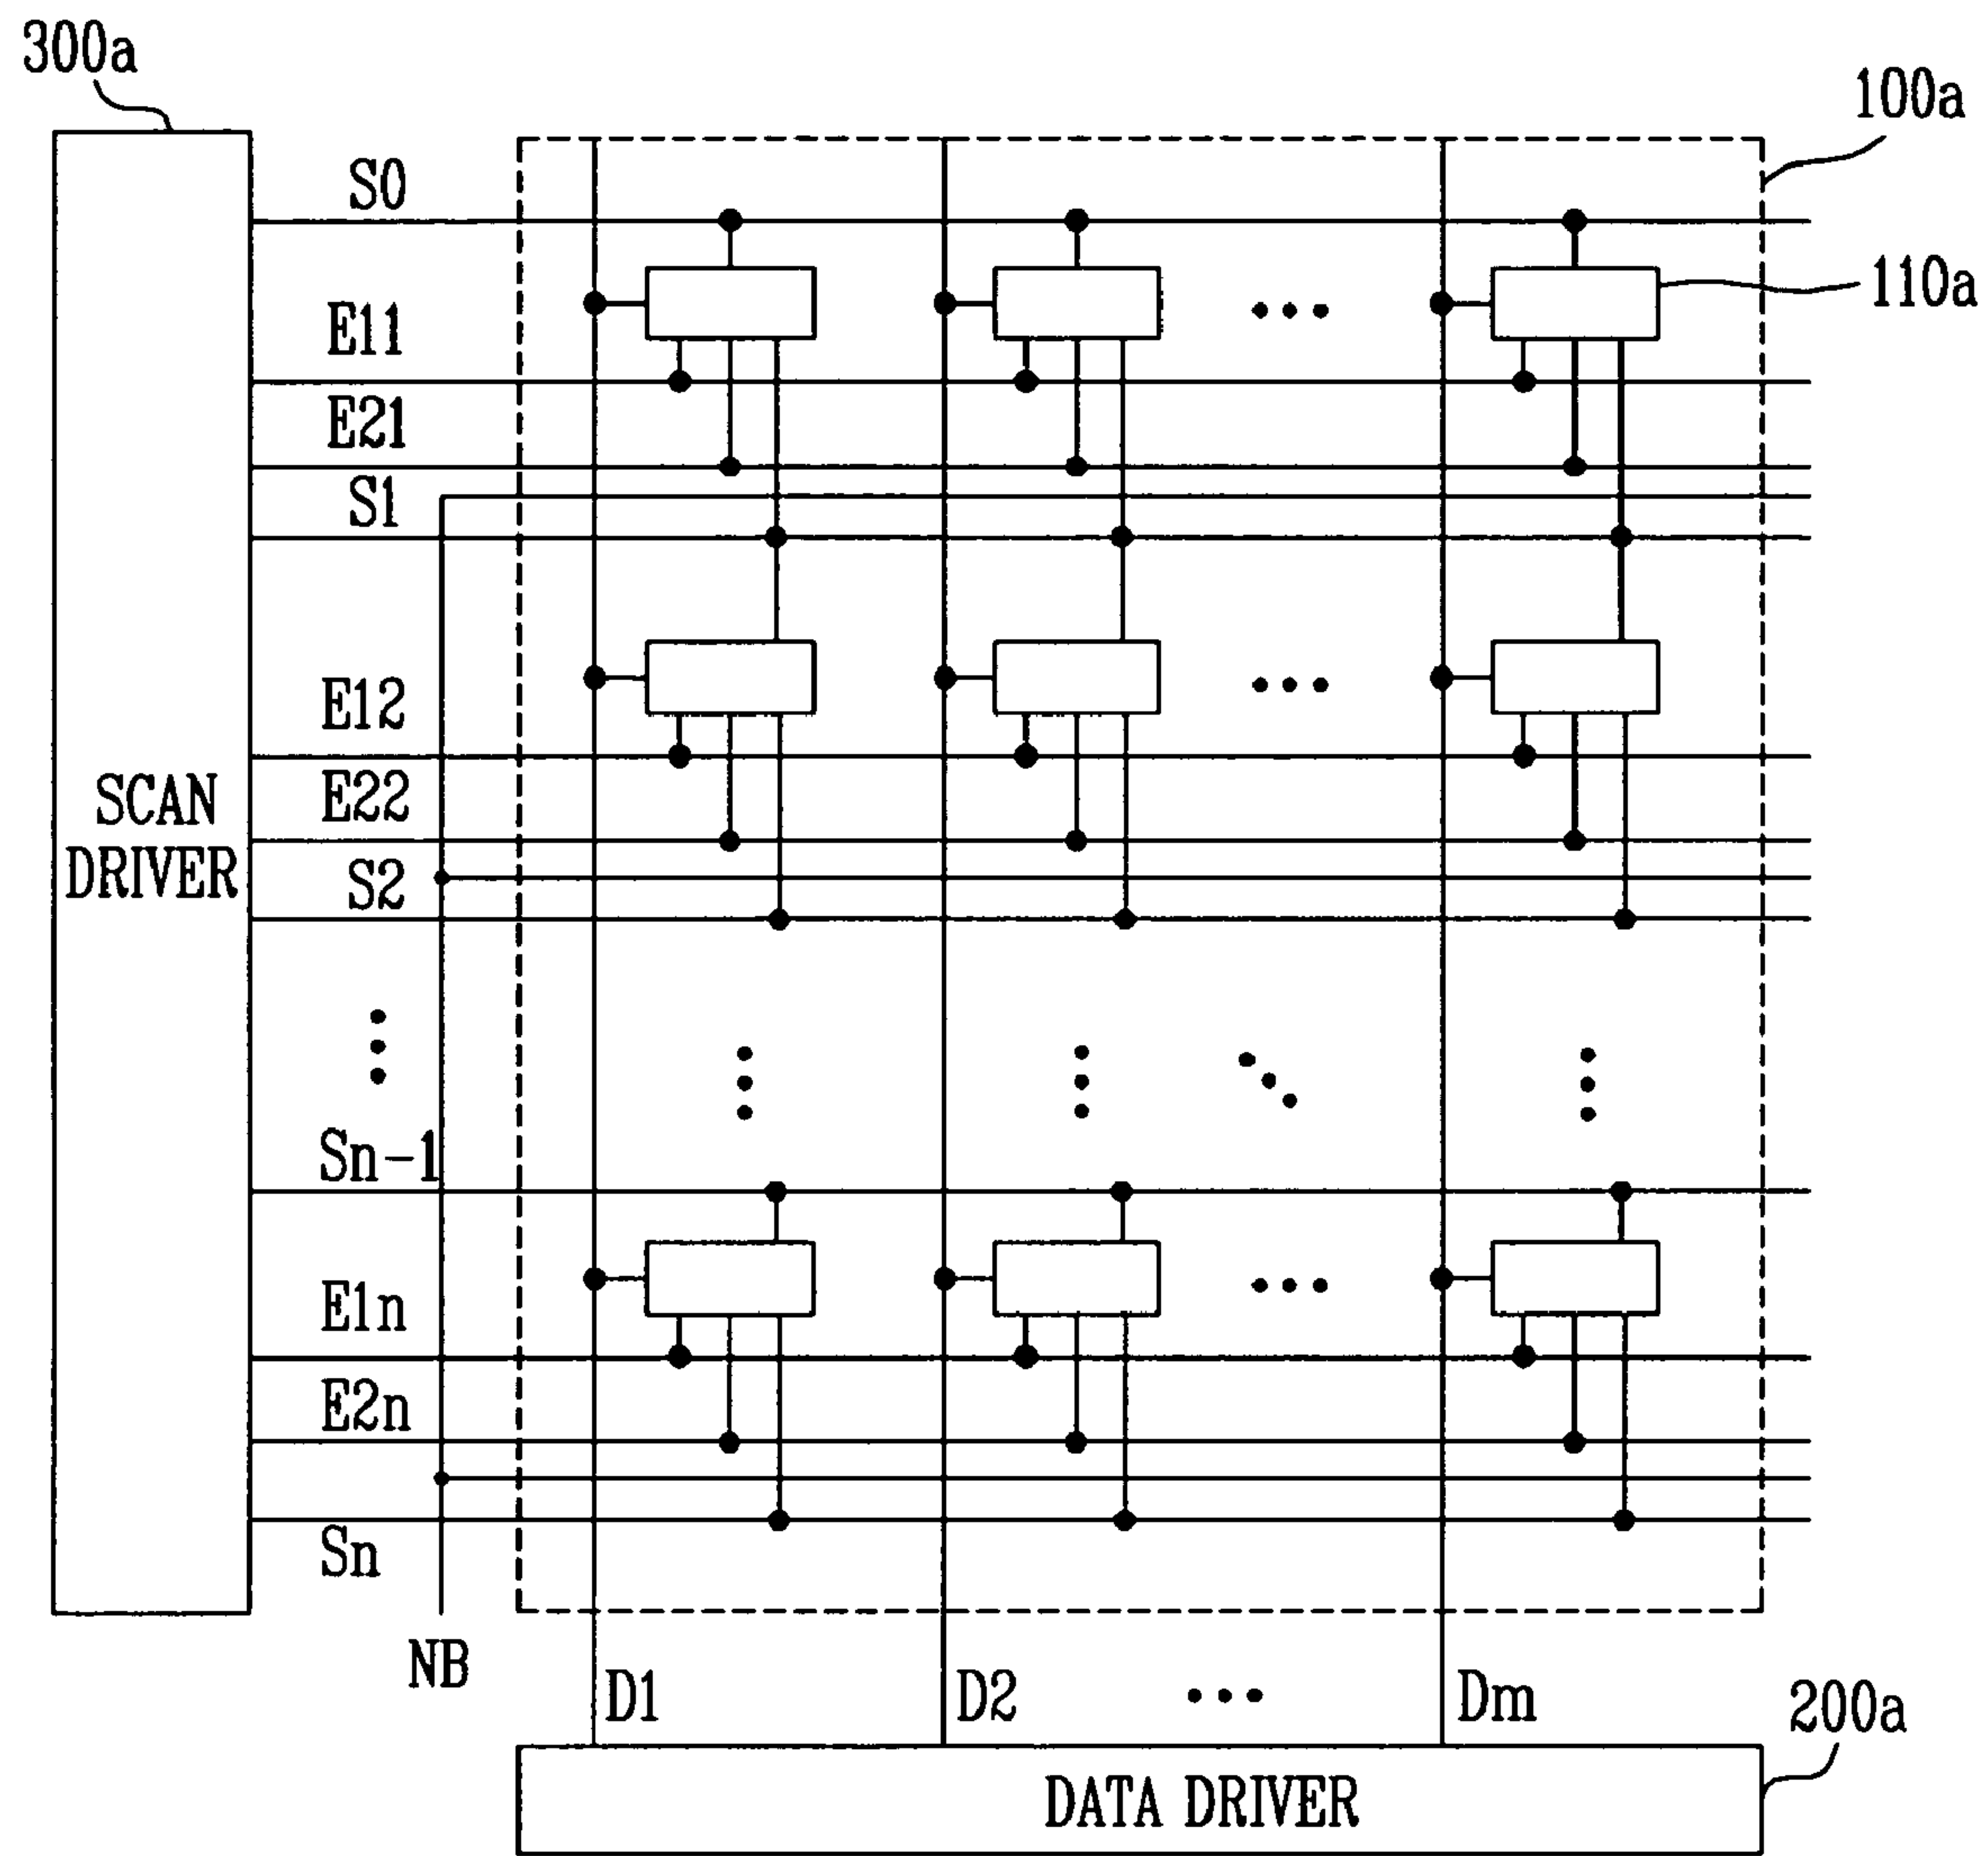 300a
100a
S0
110a
E11
E21
S1
E12
SCAN
DRIVER
E22
S2
Sn-1
E1n
E2n
Sn
NB
D1
D2
Dm
200a
DATA DRIVER